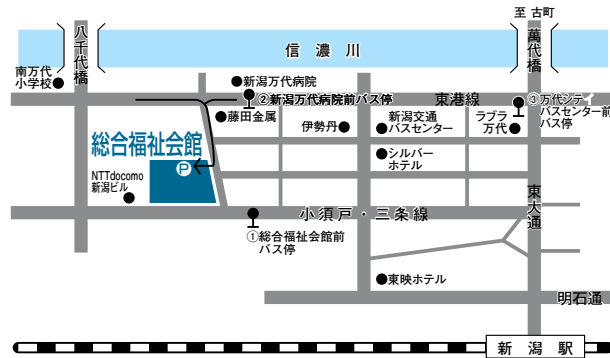 至 古町
八千代橋
信濃川
萬代橋
南万代
小学校
新潟万代病院
②新潟万代病院前バス停
東港線
③万代シテイ
バスセンター前
バス停
藤田金属
伊勢丹
新潟交通
バスセンター
ラブラ
万代
総合福祉会館
P
シルバー
ホテル
NTTdocomo
新潟ビル
東大通
小須戸・三条線
①総合福祉会館前
バス停
東映ホテル
明石通
新潟駅